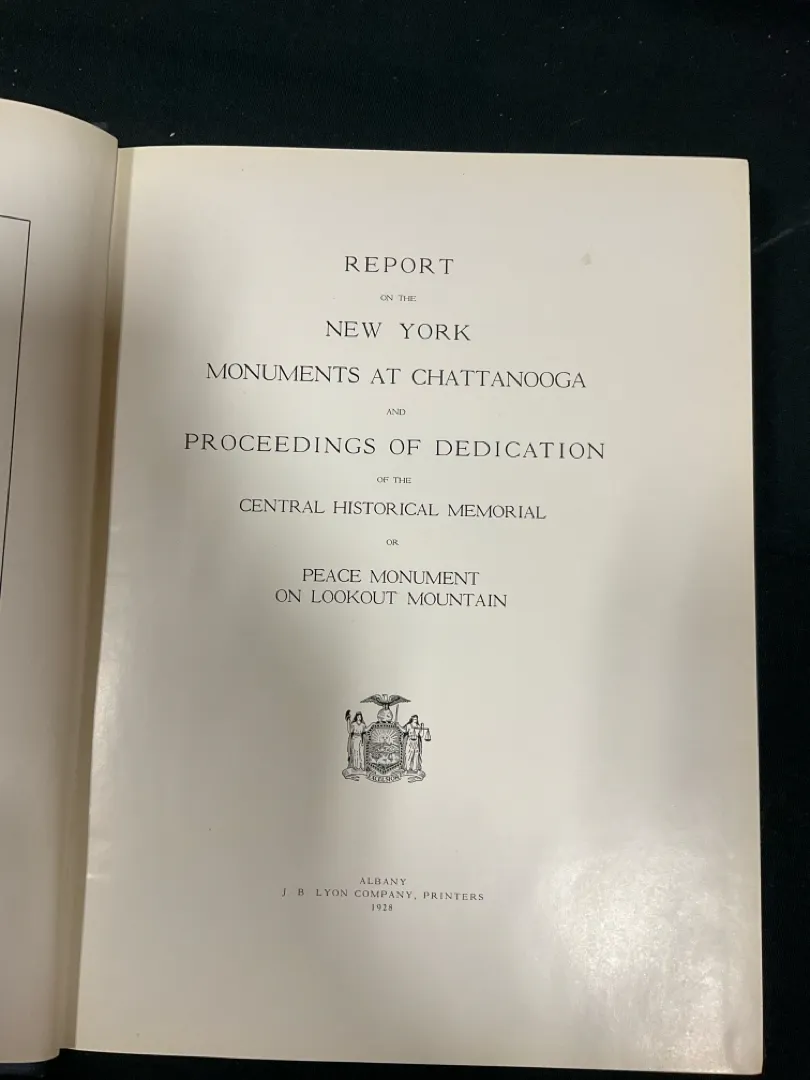 REPORT
ON THE
NEW YORK
MONUMENTS AT CHATTANOOGA
AND
PROCEEDINGS OF DEDICATION
OF THE
CENTRAL HISTORICAL MEMORIAL
OR
PEACE MONUMENT
ON LOOKOUT MOUNTAIN
EXCELSIOR
ALBANY
J. B LYON COMPANY, PRINTERS
1928